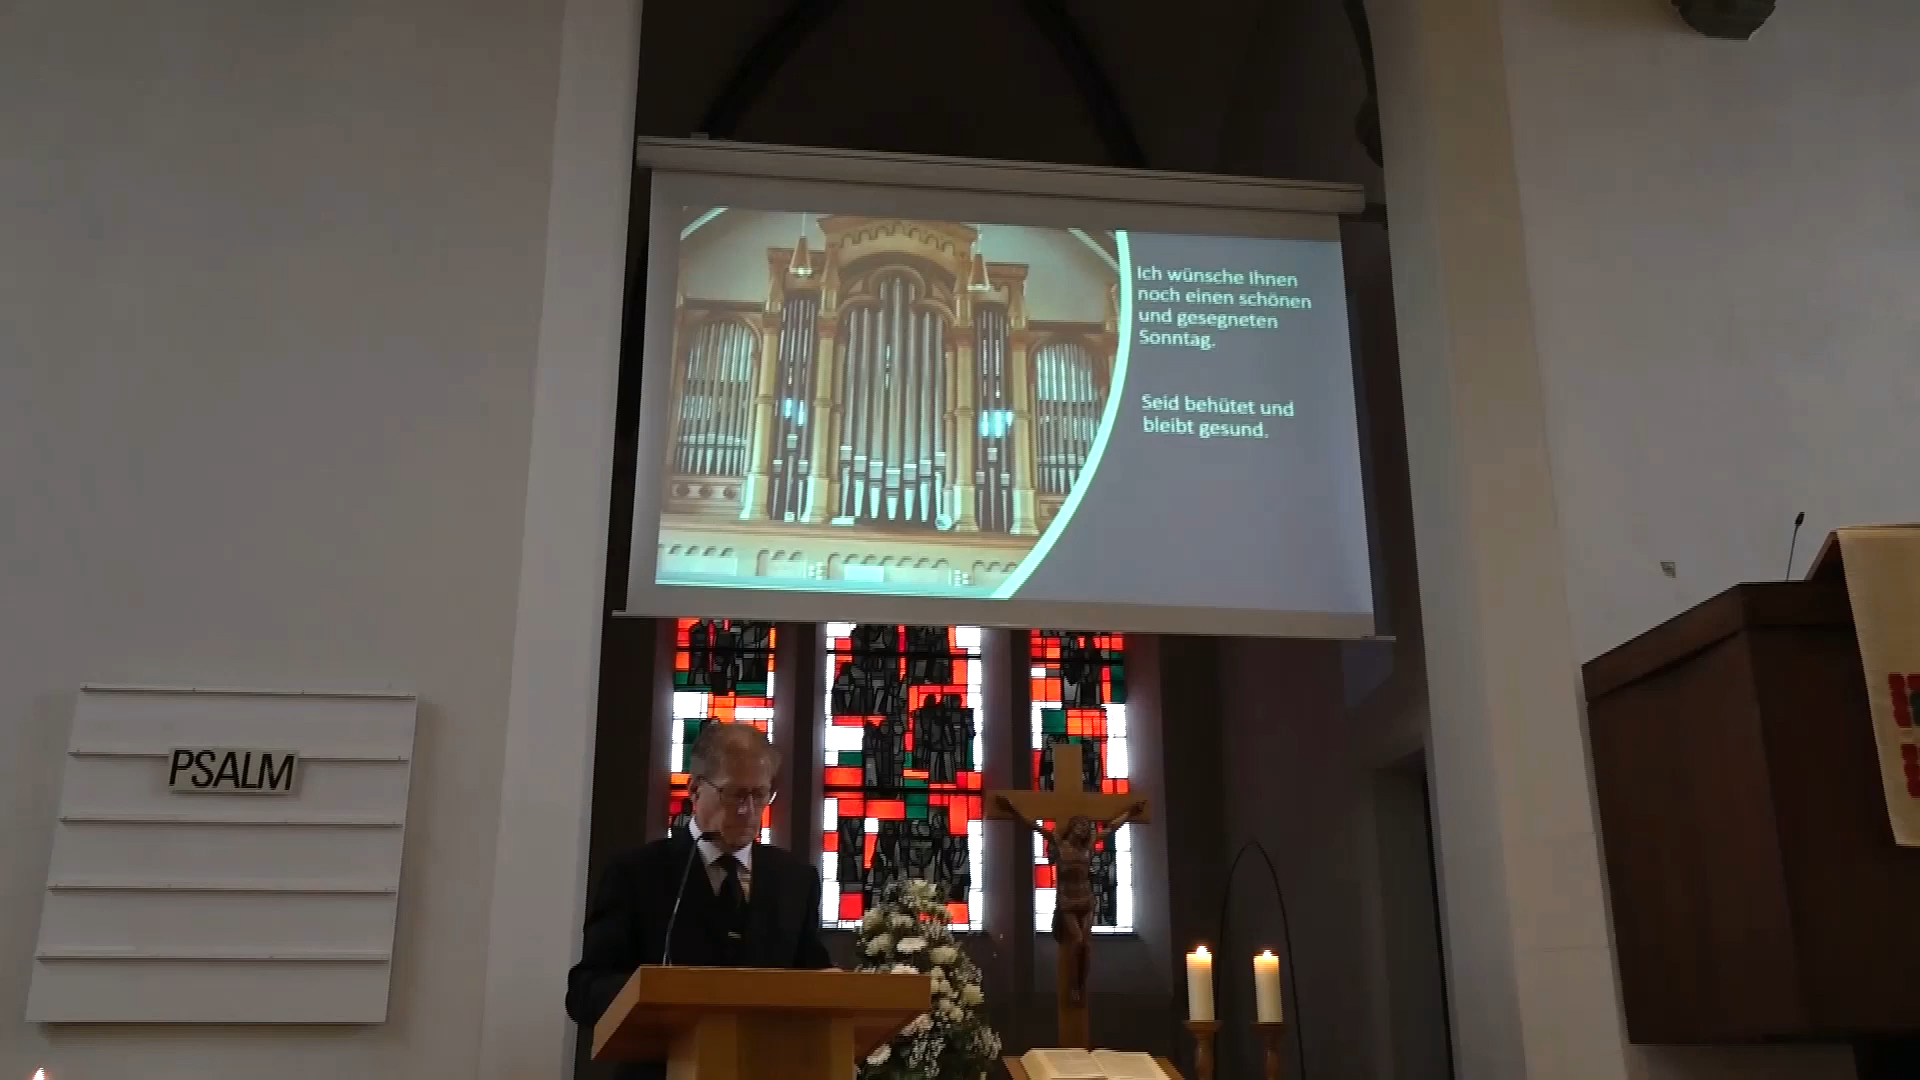 Ich wünsche Ihnen
noch einen schönen
und gesegneten
Sonntag.
Seid behütet und
bleibt gesund.
PSALM